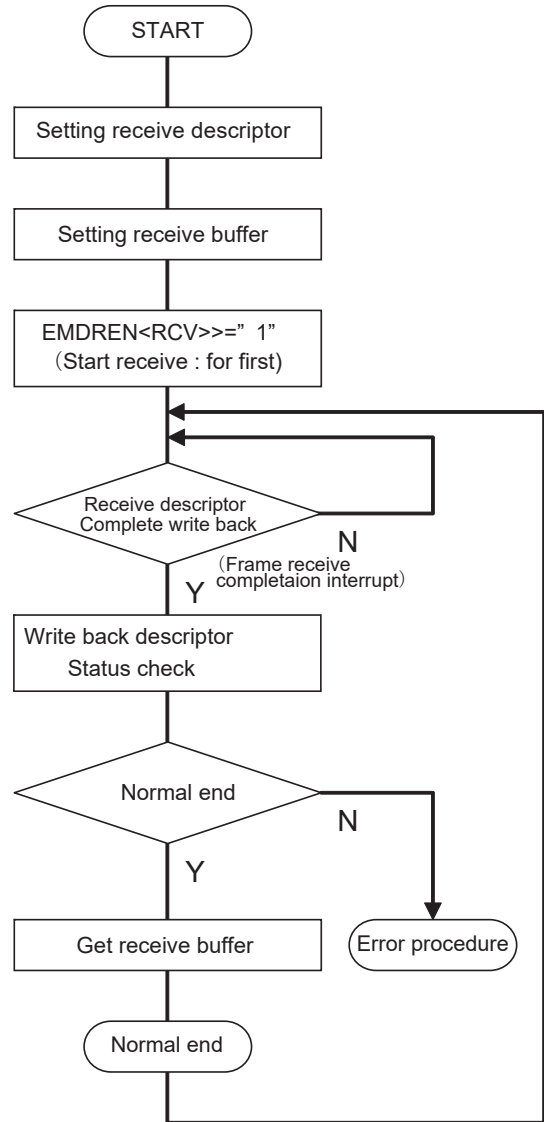 START
Setting receive descriptor
Setting receive buffer
EMDREN<RCV>>=” 1”
（Start receive : for first)
Receive descriptor
Complete write back
N
（Frame receive
completaion interrupt）
Y
Write back descriptor
Status check
Normal end
N
Y
Get receive buffer
Error procedure
Normal end